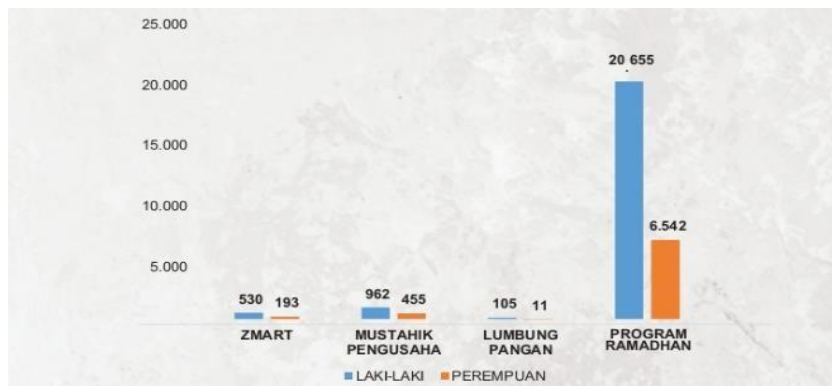 25.000
20.000
15.000
10.000
5.000
20 655
6.542
530
193
962
455
105
11
ZMART
MUSTAHIK
PENGUSAHA
LUMBUNG
PANGAN
PROGRAM
RAMADHAN
LAKI-LAKI
PEREMPUAN